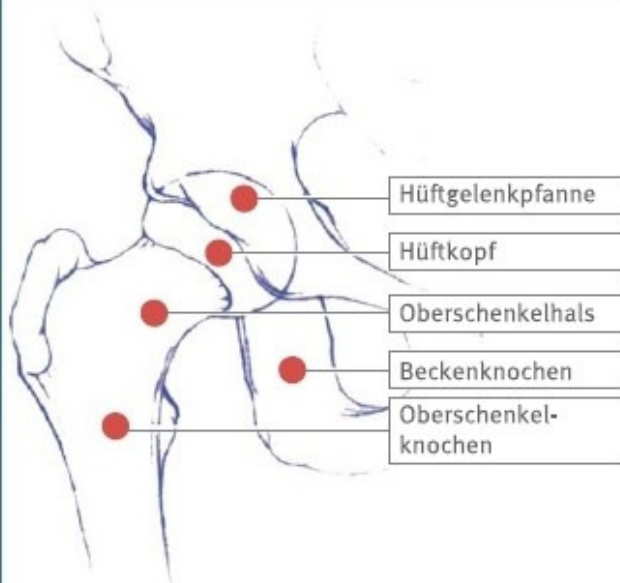 Hüftgelenkpfanne
Hüftkopf
Oberschenkelhals
Beckenknochen
Oberschenkel-
knochen